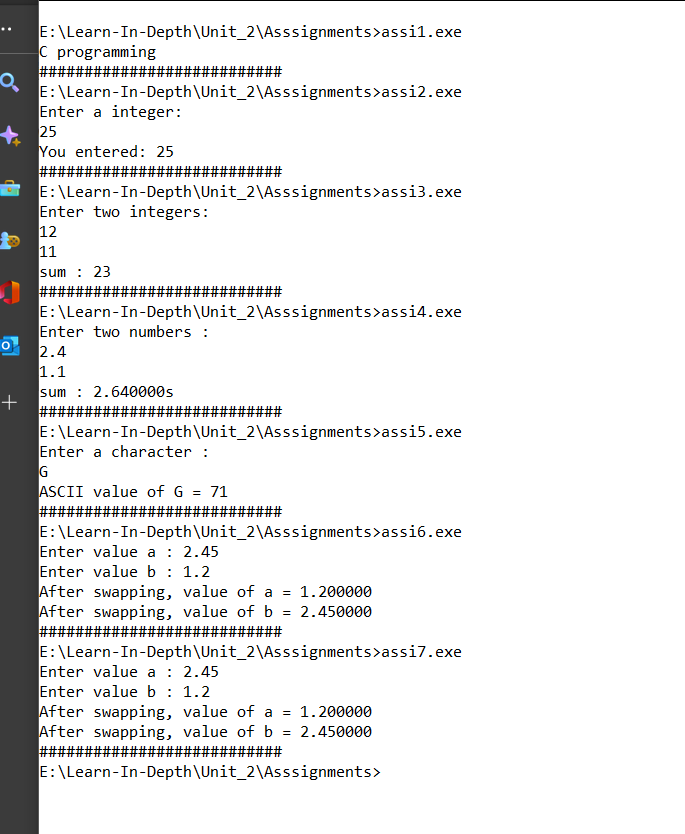 E:\Learn-In-Depth\Unit_2\Asssignments>assi1.exe
C programming
###########################
E:\Learn-In-Depth\Unit_2\Asssignments>assi2.exe
Enter a integer:
25
You entered: 25
###########################
E:\Learn-In-Depth\Unit_2\Asssignments>assi3.exe
Enter two integers:
12
11
sum : 23
###########################
E:\Learn-In-Depth\Unit_2\Asssignments>assi4.exe
Enter two numbers :
2.4
1.1
sum : 2.640000s
###########################
E:\Learn-In-Depth\Unit_2\Asssignments>assi5.exe
Enter a character :
G
ASCII value of G = 71
###########################
E:\Learn-In-Depth\Unit_2\Asssignments>assi6.exe
Enter value a : 2.45
Enter value b : 1.2
After swapping, value of a = 1.200000
After swapping, value of b = 2.450000
###########################
E:\Learn-In-Depth\Unit_2\Asssignments>assi7.exe
Enter value a : 2.45
Enter value b : 1.2
After swapping, value of a = 1.200000
After swapping, value of b = 2.450000
###########################
E:\Learn-In-Depth\Unit_2\Asssignments>